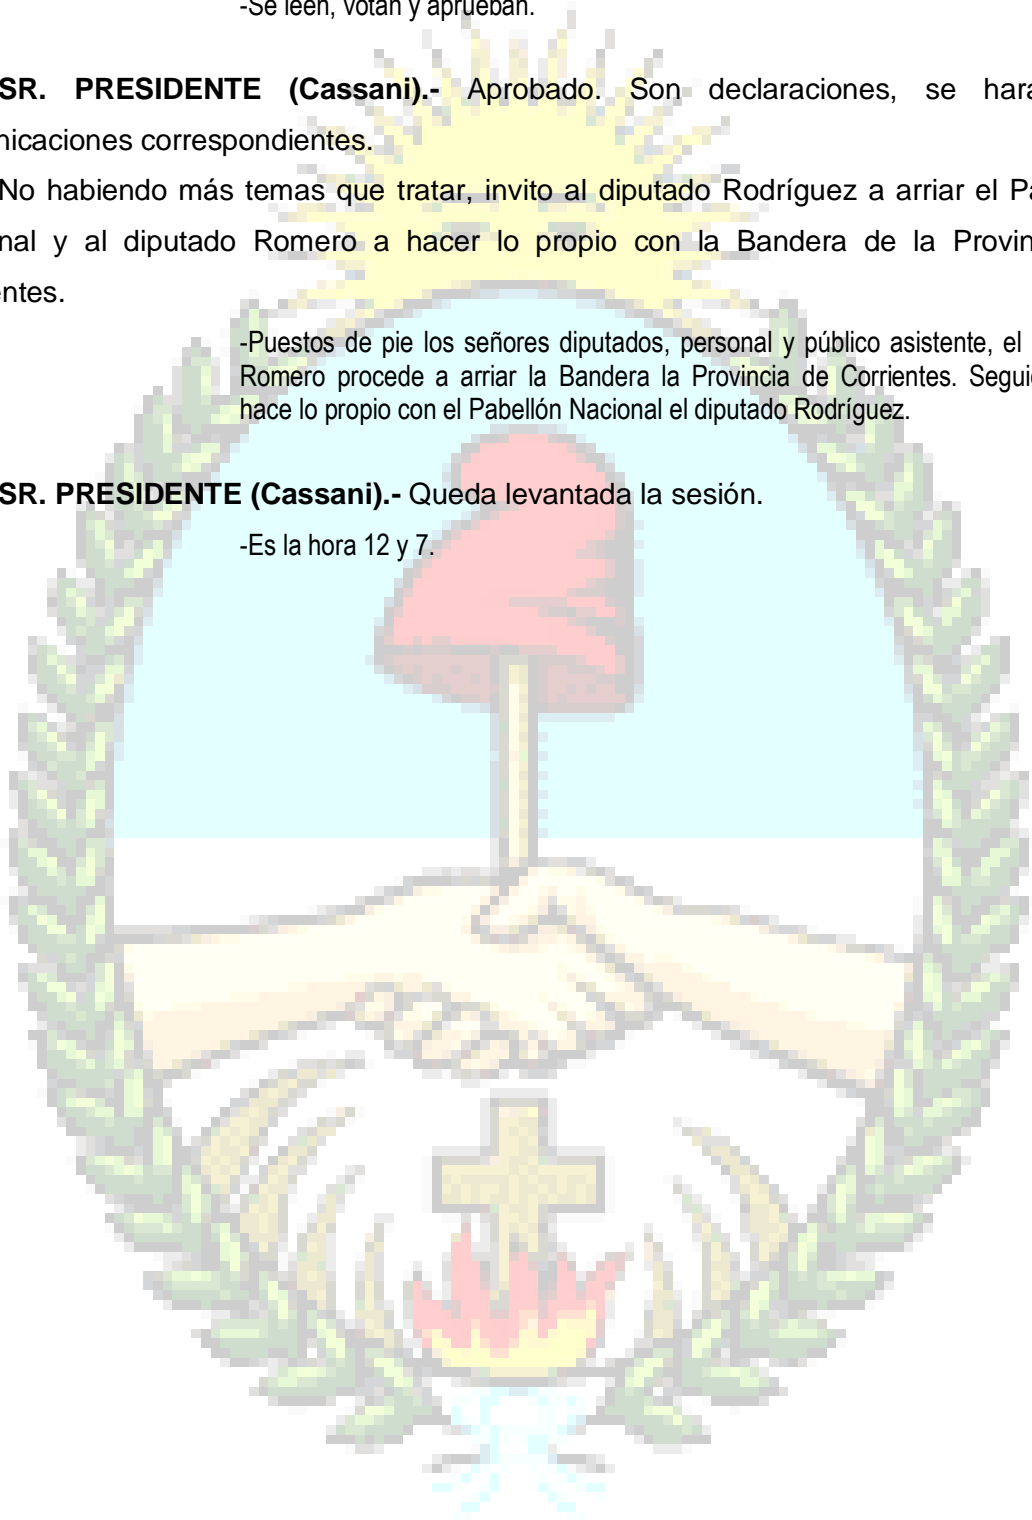 -Se leen, votan y aprueban.
SR. PRESIDENTE (Cassani).- Aprobado. Son declaraciones, se hará
nicaciones correspondientes.
No habiendo más temas que tratar, invito al diputado Rodríguez a arriar el Pa
nal y al diputado Romero a hacer lo propio con la Bandera de la Provin
entes.
-Puestos de pie los señores diputados, personal y público asistente, el
Romero procede a arriar la Bandera la Provincia de Corrientes. Segui
hace lo propio con el Pabellón Nacional el diputado Rodríguez.
SR. PRESIDENTE (Cassani).- Queda levantada la sesión.
-Es la hora 12 y 7.